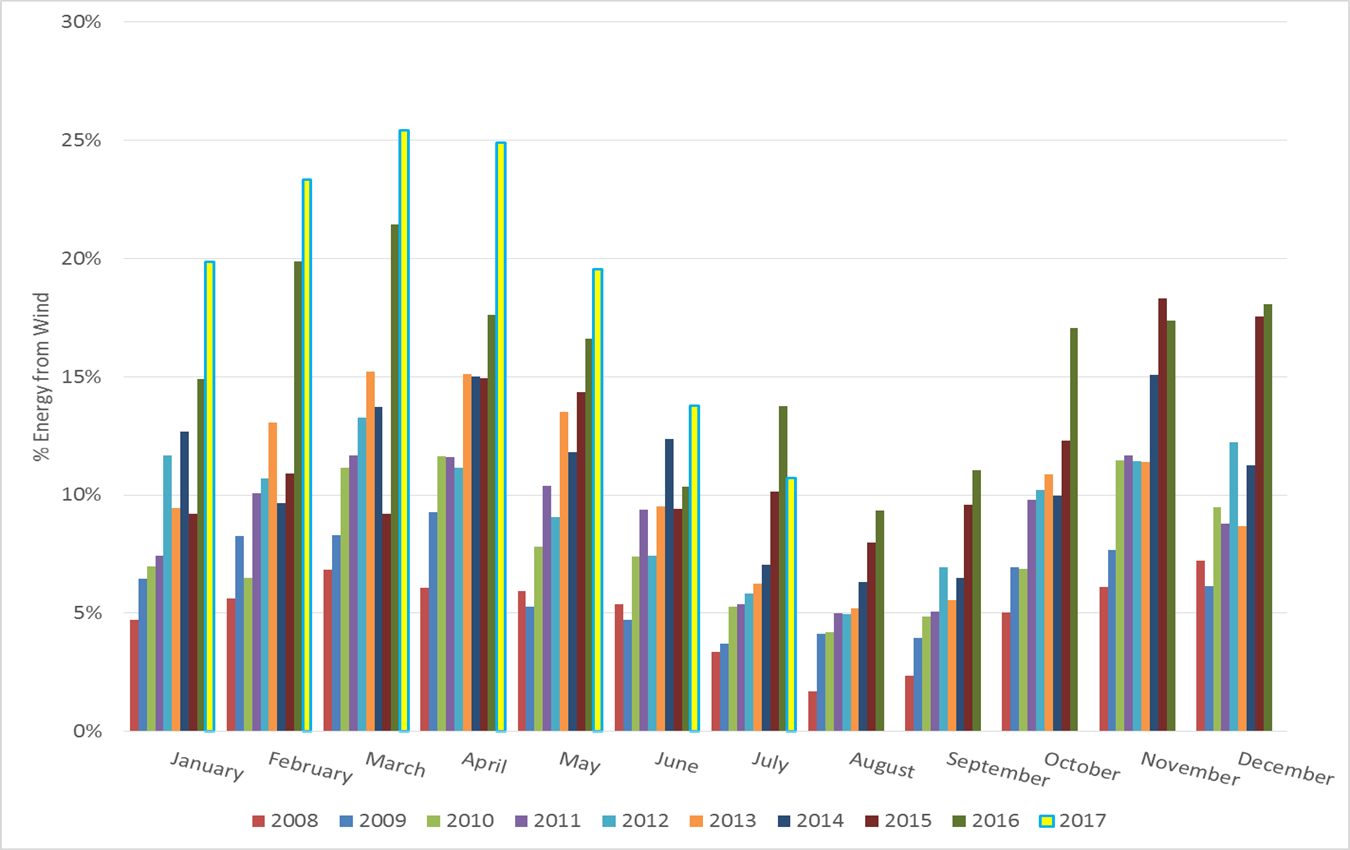 30%
25%
20%
15%
10%
5%
0%
% Energy from Wind
January February March April May June July August September October November December
2008 2009 2010 2011 2012 2013 2014 2015 2016 2017